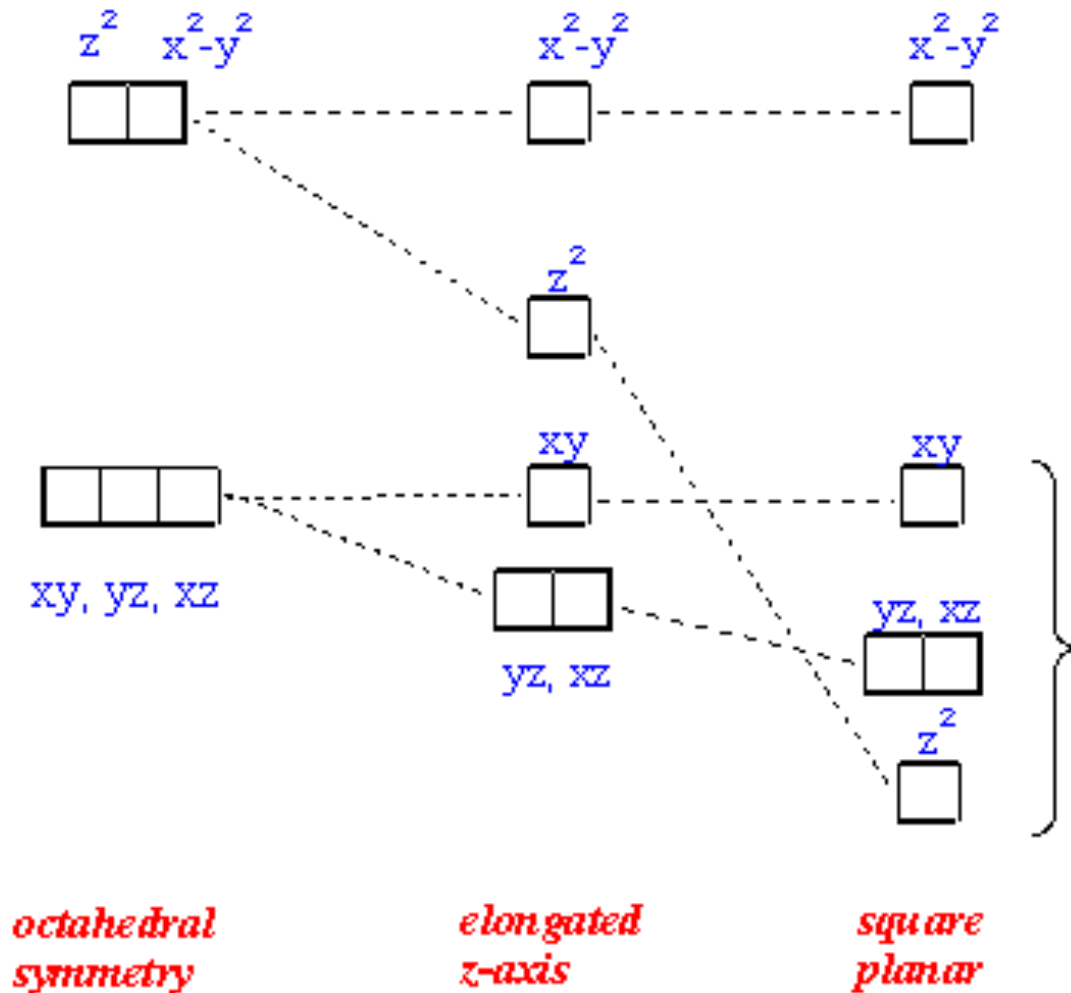 z² x²-y² x²-y² x²-y²
z²
xy xy
xy, yz, xz yz, xz
yz, xz
z²
octahedral elongated square
symmetry z-axis planar